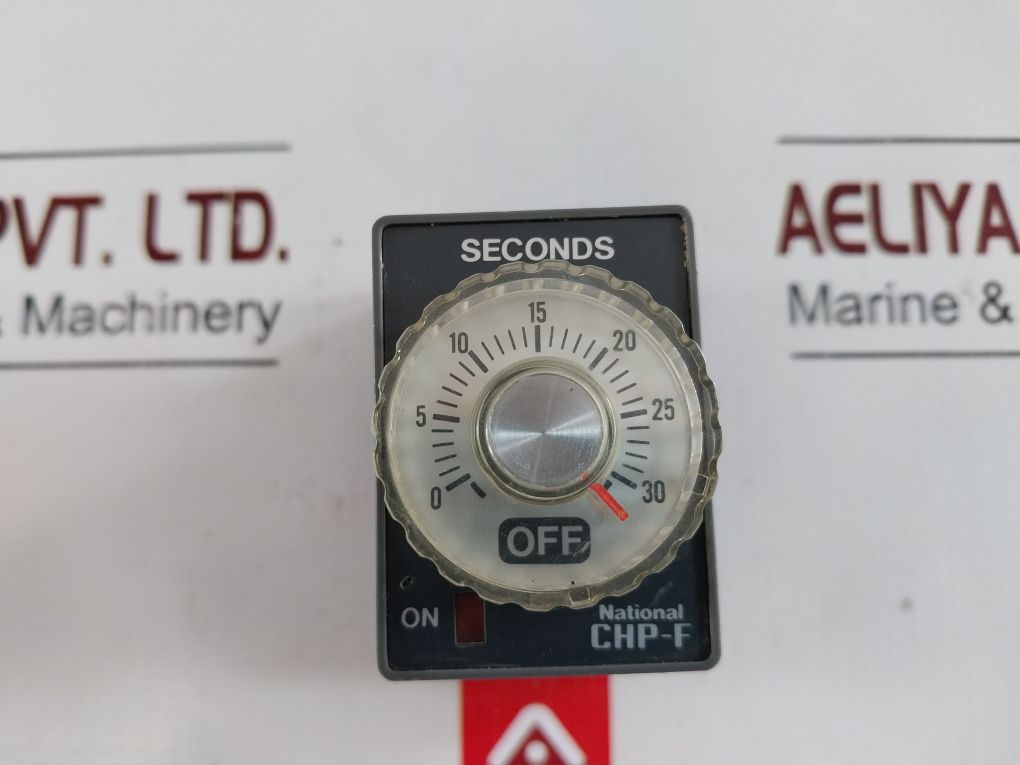 PVT. LTD.
& Machinery
AELIYA
Marine &
SECONDS
0
5
10
15
20
25
30
OFF
ON
National
CHP-F